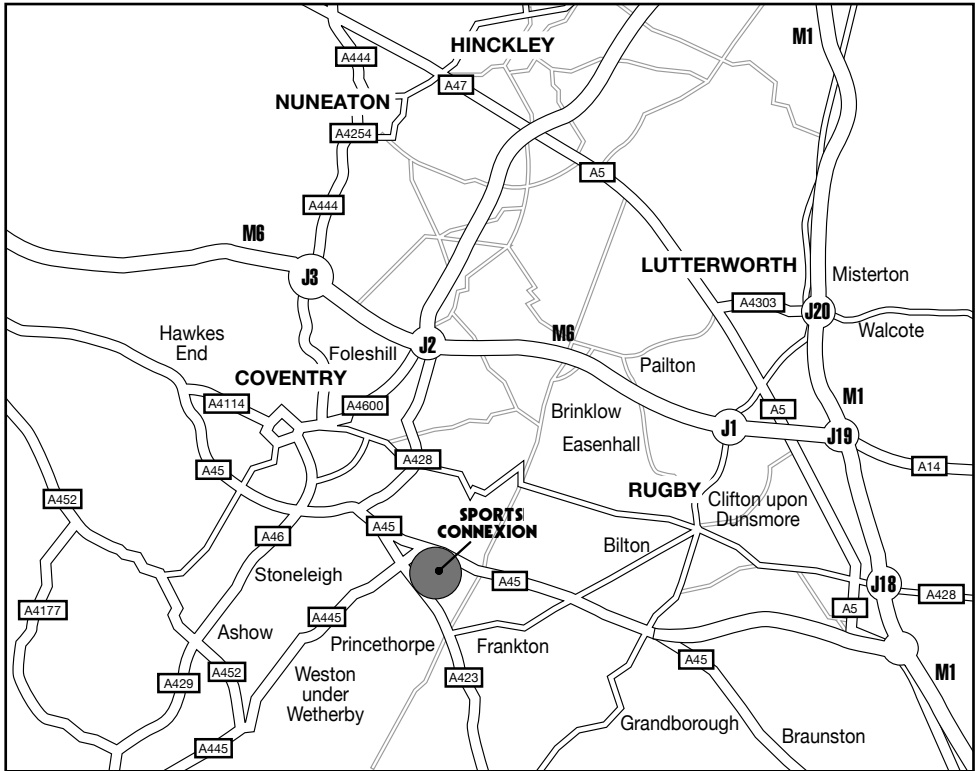 M1
HINCKLEY
A444
A47
NUNEATON
A4254
A5
A444
M6
LUTTERWORTH
J3
Misterton
A4303
J20
Hawkes
End
Foleshill
J2
M6
Walcote
Pailton
COVENTRY
A4114
A4600
M1
A5
Brinklow
J1
J19
Easenhall
A428
A45
A14
RUGBY
Clifton upon
Dunsmore
A452
SPORTS
CONNEXION
A45
A46
Bilton
Stoneleigh
A45
J18
A428
A4177
A445
A5
Ashow
Princethorpe
Frankton
A452
Weston
under
Wetherby
A423
A45
M1
A429
Grandborough
Braunston
A445